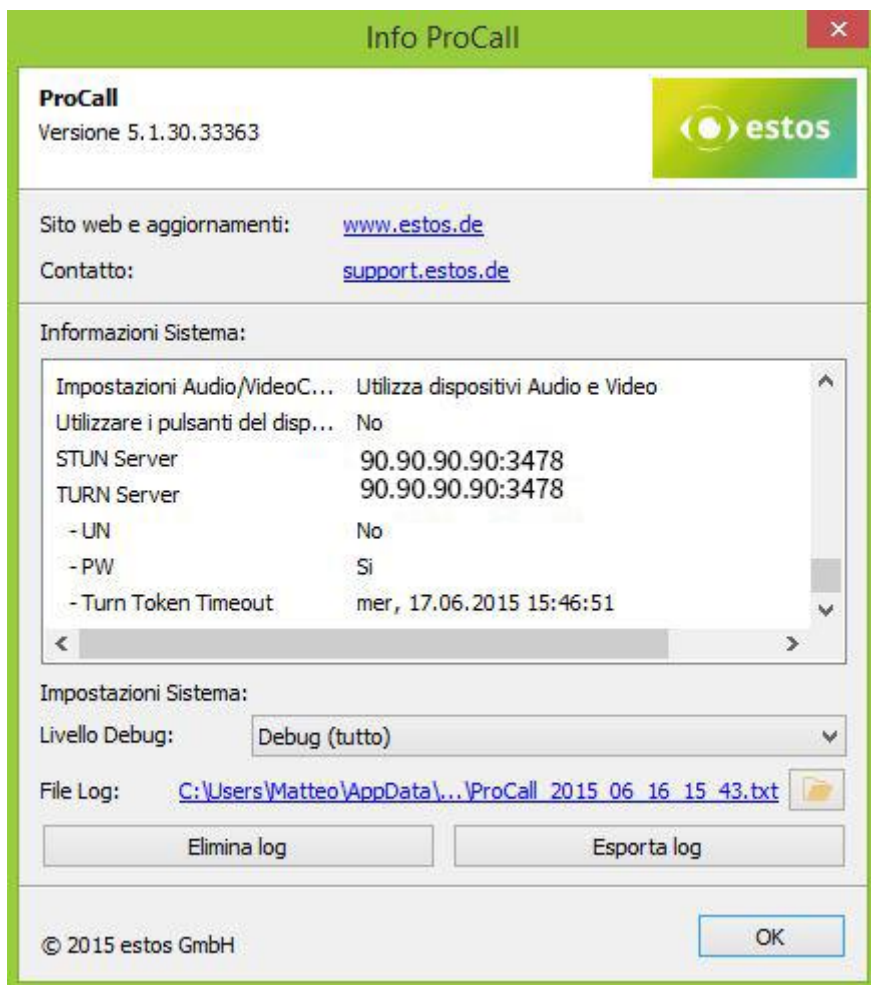 Info ProCall
ProCall
Versione 5.1.30.33363
estos
Sito web e aggiornamenti: www.estos.de
Contatto: support.estos.de
Informazioni Sistema:
Impostazioni Audio/VideoC... Utilizza dispositivi Audio e Video
Utilizzare i pulsanti del disp... No
STUN Server 90.90.90.90:3478
TURN Server 90.90.90.90:3478
- UN No
- PW Si
- Turn Token Timeout mer, 17.06.2015 15:46:51
Impostazioni Sistema:
Livello Debug: Debug (tutto)
File Log: C:\Users\Matteo\AppData\...\ProCall_2015_06_16_15_43.txt
Elimina log Esporta log
© 2015 estos GmbH OK